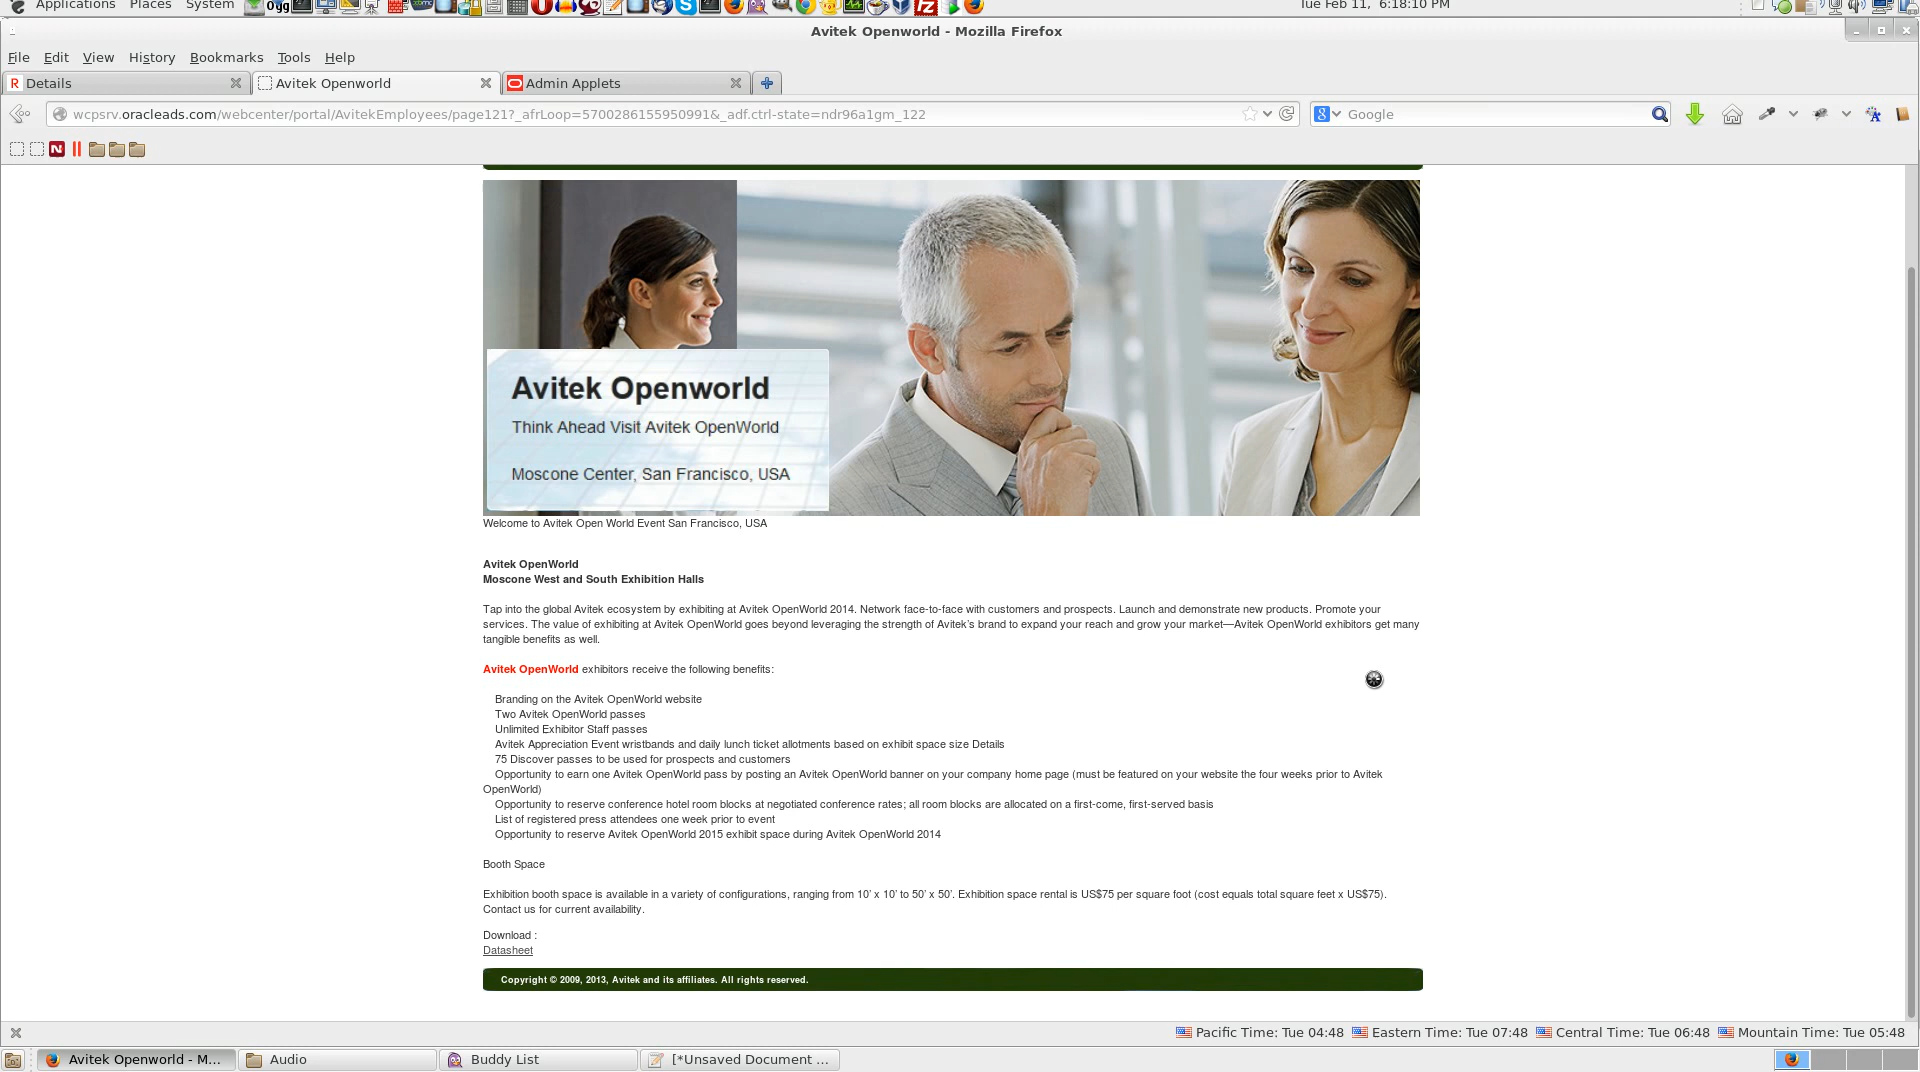 Applications Places System
Tue Feb 11, 6:18:10 PM
Avitek Openworld - Mozilla Firefox
File Edit View History Bookmarks Tools Help
Details
Avitek Openworld
Admin Applets
wcpsrv.oracleads.com/webcenter/portal/AvitekEmployees/page121?_afrLoop=5700286155950991&_adf.ctrl-state=ndr96a1gm_122
Google
Avitek Openworld
Think Ahead Visit Avitek OpenWorld
Moscone Center, San Francisco, USA
Welcome to Avitek Open World Event San Francisco, USA
Avitek OpenWorld
Moscone West and South Exhibition Halls
Tap into the global Avitek ecosystem by exhibiting at Avitek OpenWorld 2014. Network face-to-face with customers and prospects. Launch and demonstrate new products. Promote your
services. The value of exhibiting at Avitek OpenWorld goes beyond leveraging the strength of Avitek's brand to expand your reach and grow your market—Avitek OpenWorld exhibitors get many
tangible benefits as well.
Avitek OpenWorld exhibitors receive the following benefits:
Branding on the Avitek OpenWorld website
Two Avitek OpenWorld passes
Unlimited Exhibitor Staff passes
Avitek Appreciation Event wristbands and daily lunch ticket allotments based on exhibit space size Details
75 Discover passes to be used for prospects and customers
Opportunity to earn one Avitek OpenWorld pass by posting an Avitek OpenWorld banner on your company home page (must be featured on your website the four weeks prior to Avitek
OpenWorld)
Opportunity to reserve conference hotel room blocks at negotiated conference rates; all room blocks are allocated on a first-come, first-served basis
List of registered press attendees one week prior to event
Opportunity to reserve Avitek OpenWorld 2015 exhibit space during Avitek OpenWorld 2014
Booth Space
Exhibition booth space is available in a variety of configurations, ranging from 10' x 10' to 50' x 50'. Exhibition space rental is US$75 per square foot (cost equals total square feet x US$75).
Contact us for current availability.
Download :
Datasheet
Copyright © 2009, 2013, Avitek and its affiliates. All rights reserved.
Pacific Time: Tue 04:48 Eastern Time: Tue 07:48 Central Time: Tue 06:48 Mountain Time: Tue 05:48
Avitek Openworld - M...
Audio
Buddy List
[*Unsaved Document ...